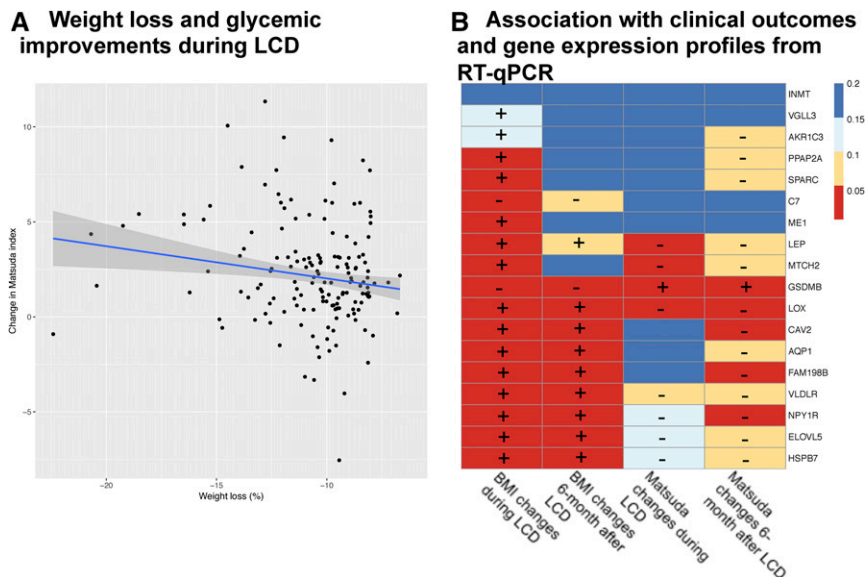 A Weight loss and glycemic
improvements during LCD
10
5
0
−5
−20
−15
−10
Change in Matsuda index
Weight loss (%)
B Association with clinical outcomes
and gene expression profiles from
RT-qPCR
INMT
+ VGLL3
+ - AKR1C3
+ - PPAP2A
+ - SPARC
- - C7
+ ME1
+ + - - LEP
+ - - MTCH2
- - + + GSDMB
+ + - - LOX
+ + - CAV2
+ + - AQP1
+ + - FAM198B
+ + - - VLDLR
+ + - - NPY1R
+ + - - ELOVL5
+ + - - HSPB7
0.2
0.15
0.1
0.05
BMI changes
during LCD
BMI changes
6-month after
LCD
Matsuda
changes during
LCD
Matsuda
changes 6-
month after LCD